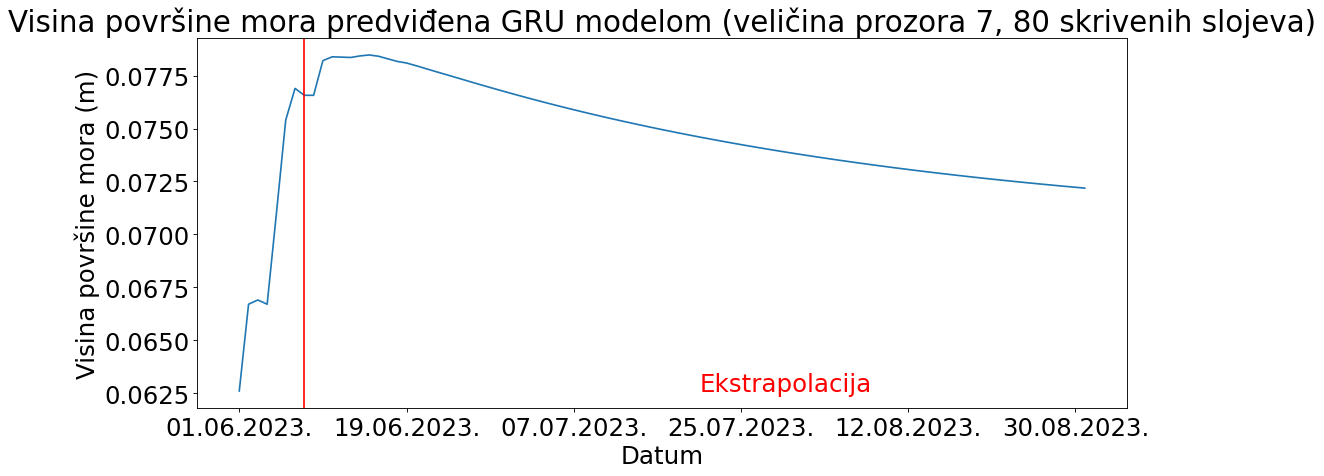 Visina površine mora predviđena GRU modelom (veličina prozora 7, 80 skrivenih slojeva)
Visina površine mora (m)
0.0775
0.0750
0.0725
0.0700
0.0675
0.0650
0.0625
Ekstrapolacija
01.06.2023. 19.06.2023. 07.07.2023. 25.07.2023. 12.08.2023. 30.08.2023.
Datum